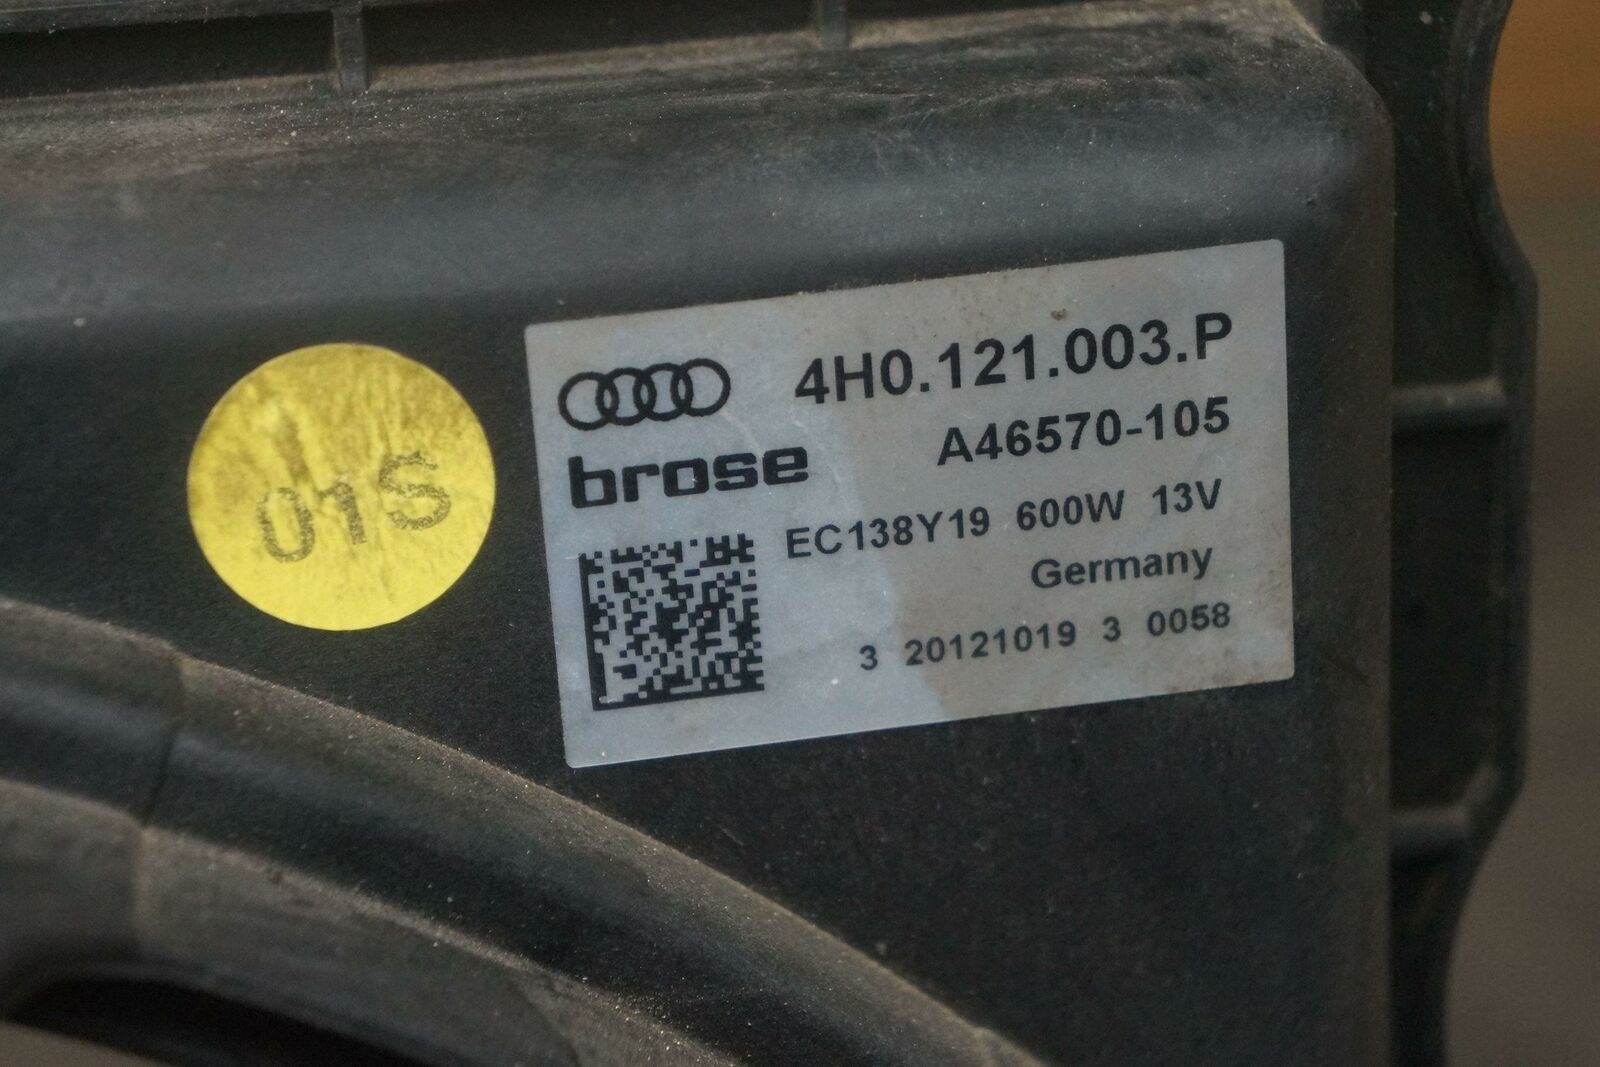 4H0.121.003.P
A46570-105
brose
EC138Y19 600W 13V
Germany
3 20121019 3 0058
01S